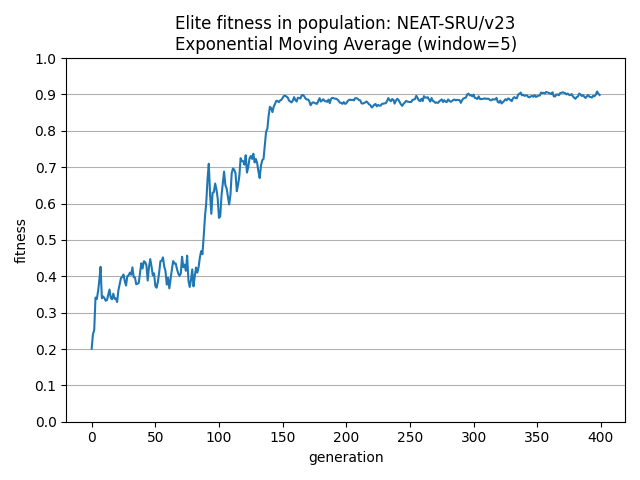 Elite fitness in population: NEAT-SRU/v23
Exponential Moving Average (window=5)
1.0
0.9
0.8
0.7
0.6
0.5
0.4
0.3
0.2
0.1
0.0
fitness
0 50 100 150 200 250 300 350 400
generation